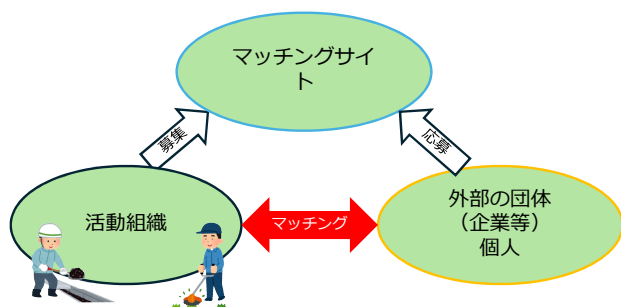 マッチングサイ
ト
募集
応募
活動組織
マッチング
外部の団体
（企業等）
個人